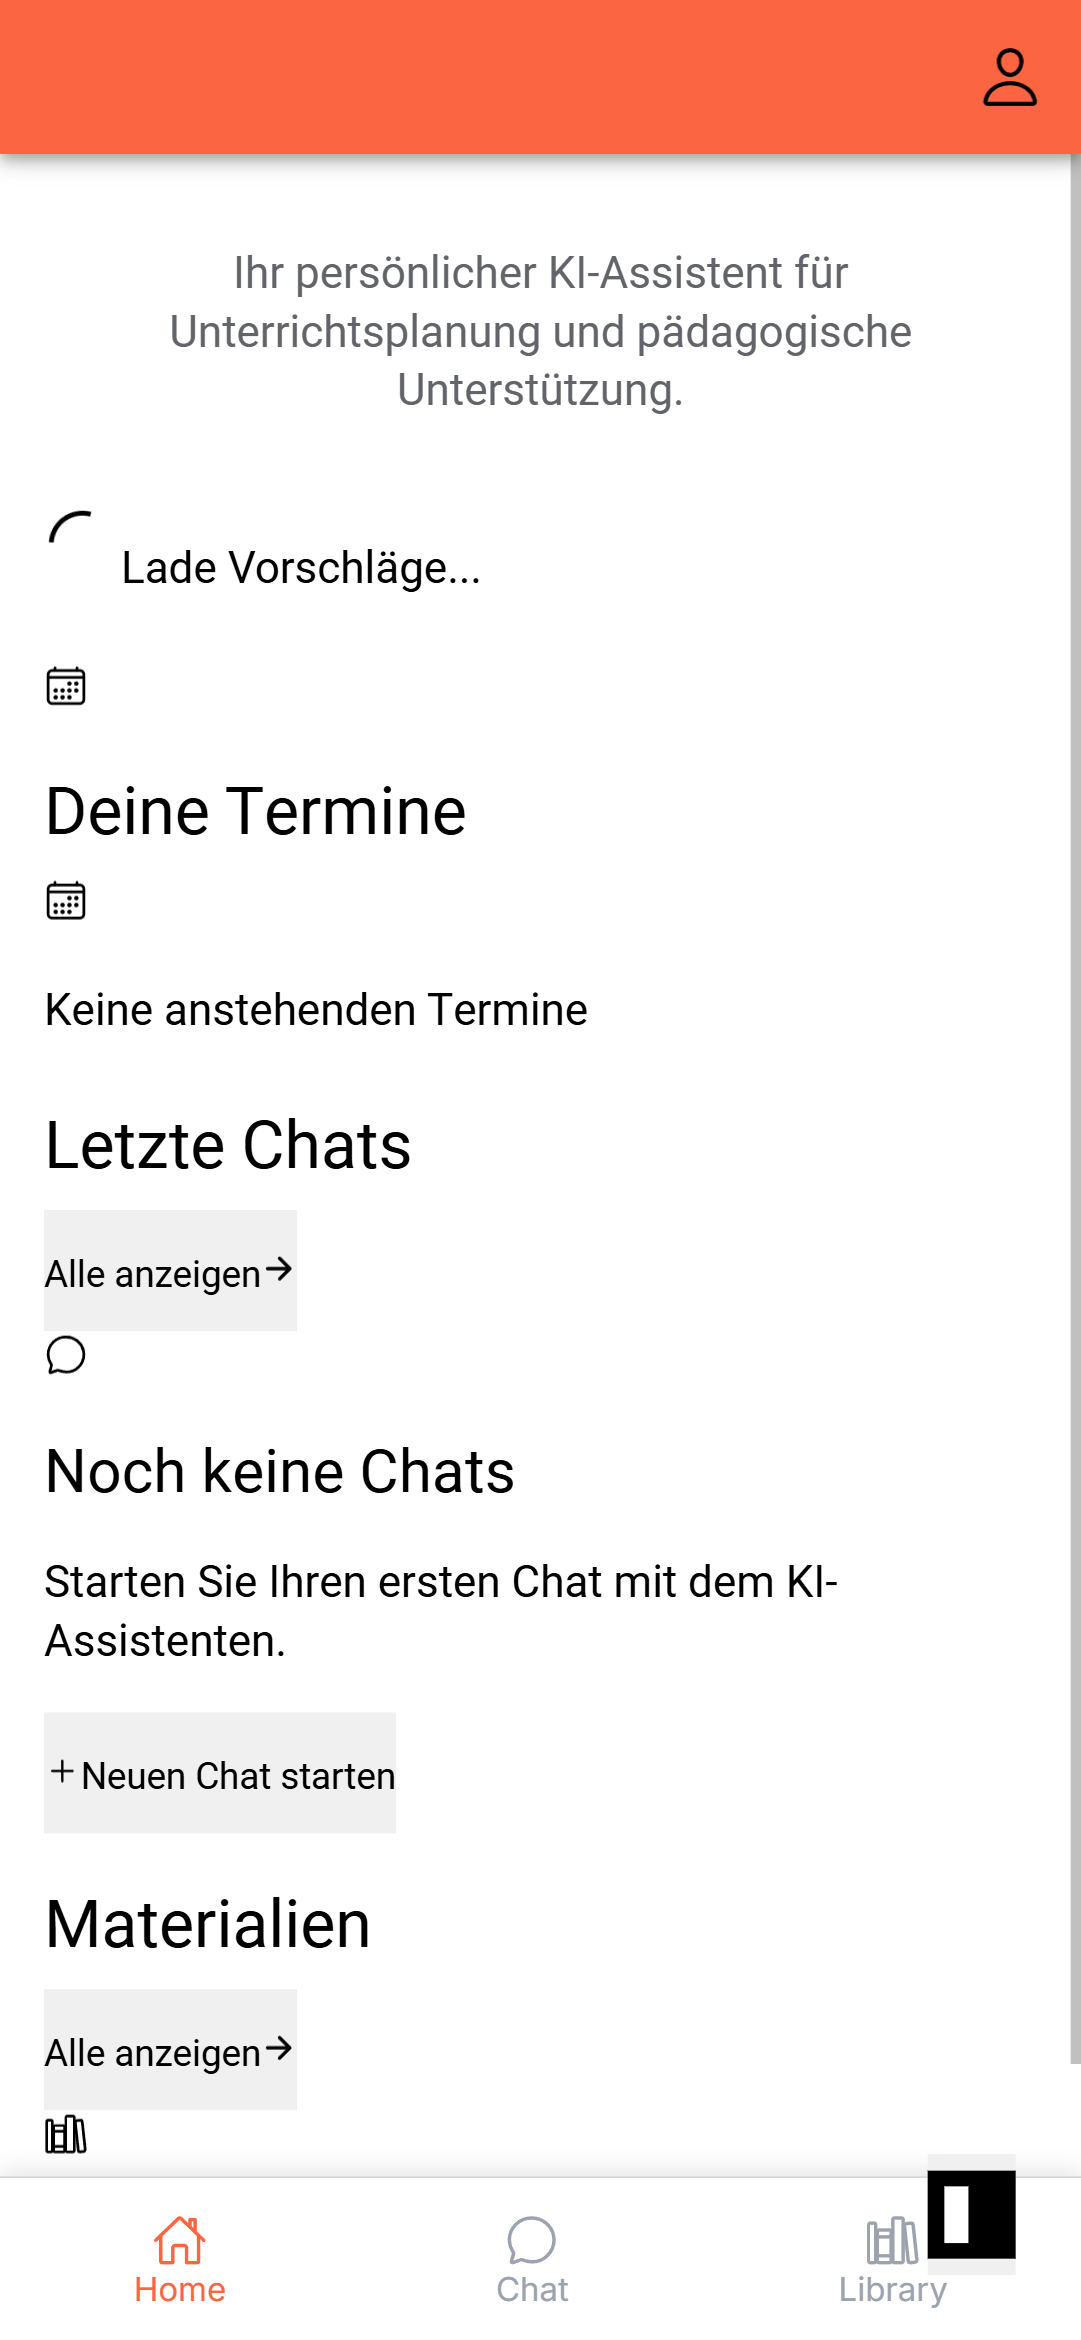 Ihr persönlicher KI-Assistent für
Unterrichtsplanung und pädagogische
Unterstützung.
Lade Vorschläge...
Deine Termine
Keine anstehenden Termine
Letzte Chats
Alle anzeigen
Noch keine Chats
Starten Sie Ihren ersten Chat mit dem KI-
Assistenten.
Neuen Chat starten
Materialien
Alle anzeigen
Home
Chat
Library